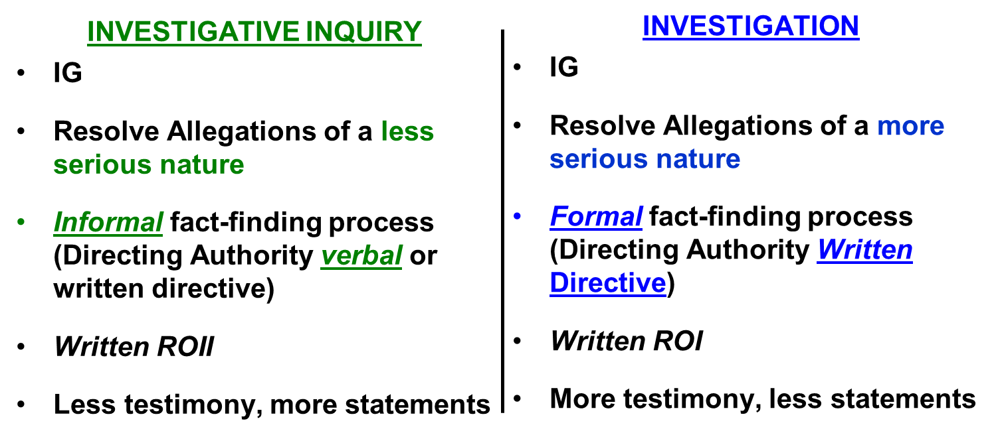 INVESTIGATIVE INQUIRY
• IG
• Resolve Allegations of a less
serious nature
• Informal fact-finding process
(Directing Authority verbal or
written directive)
• Written ROII
• Less testimony, more statements
INVESTIGATION
• IG
• Resolve Allegations of a more
serious nature
• Formal fact-finding process
(Directing Authority Written
Directive)
• Written ROI
• More testimony, less statements